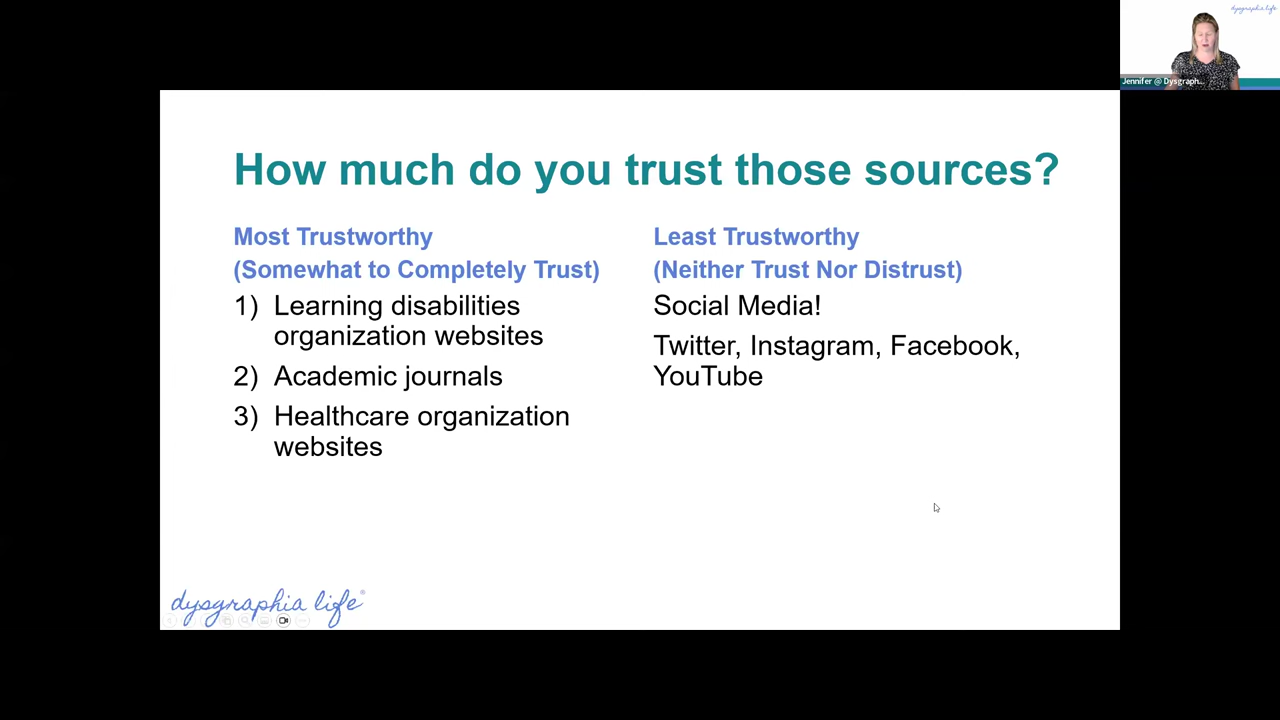 dysgraphia life
Jennifer @ Dysgraph...
How much do you trust those sources?
Most Trustworthy
(Somewhat to Completely Trust)
1) Learning disabilities
organization websites
2) Academic journals
3) Healthcare organization
websites
Least Trustworthy
(Neither Trust Nor Distrust)
Social Media!
Twitter, Instagram, Facebook,
YouTube
dysgraphia life®